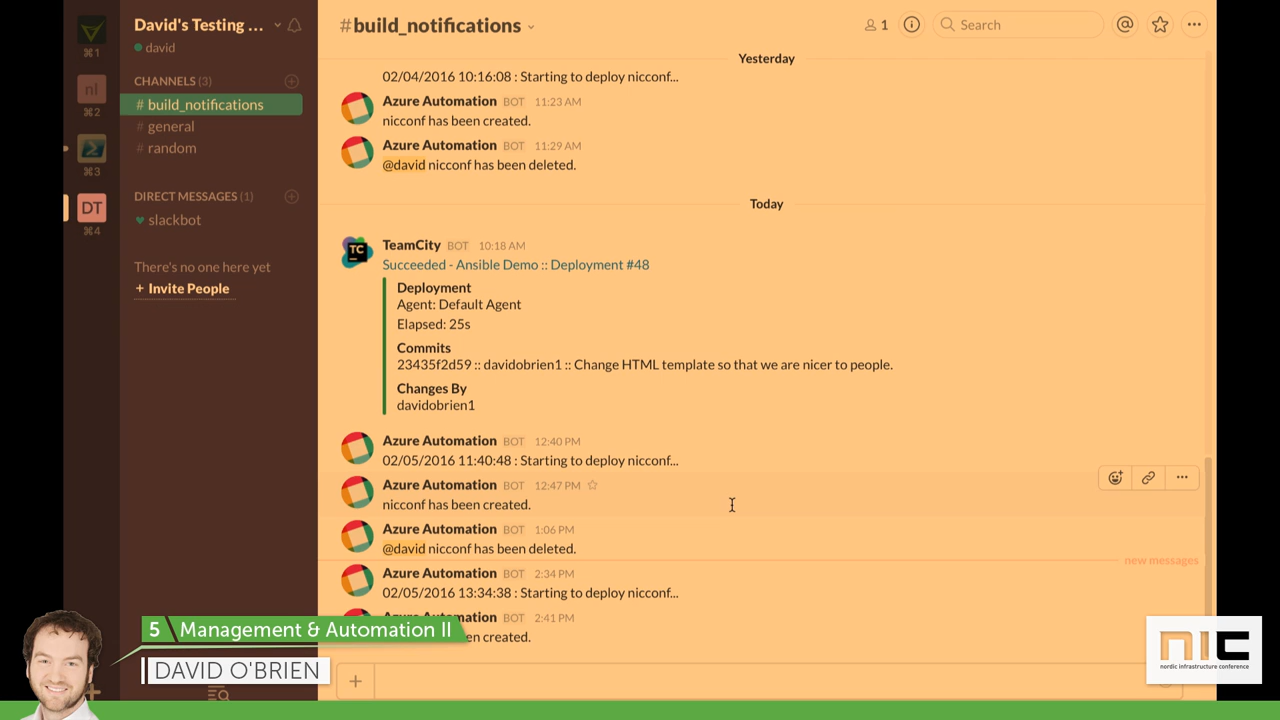 David's Testing ...
david
CHANNELS (3)
# build_notifications
# general
# random
DIRECT MESSAGES (1)
slackbot
There's no one here yet
+ Invite People
⌘1
nl
⌘2
⌘3
DT
⌘4
#build_notifications
1
Search
Yesterday
02/04/2016 10:16:08 : Starting to deploy nicconf...
Azure Automation BOT 11:23 AM
nicconf has been created.
Azure Automation BOT 11:29 AM
@david nicconf has been deleted.
Today
TC
TeamCity BOT 10:18 AM
Succeeded - Ansible Demo :: Deployment #48
Deployment
Agent: Default Agent
Elapsed: 25s
Commits
23435f2d59 :: davidobrien1 :: Change HTML template so that we are nicer to people.
Changes By
davidobrien1
Azure Automation BOT 12:40 PM
02/05/2016 11:40:48 : Starting to deploy nicconf...
Azure Automation BOT 12:47 PM
nicconf has been created.
Azure Automation BOT 1:06 PM
@david nicconf has been deleted.
new messages
Azure Automation BOT 2:34 PM
02/05/2016 13:34:38 : Starting to deploy nicconf...
BOT 2:41 PM
created.
5 Management & Automation II
DAVID O'BRIEN
NIC
nordic infrastructure conference